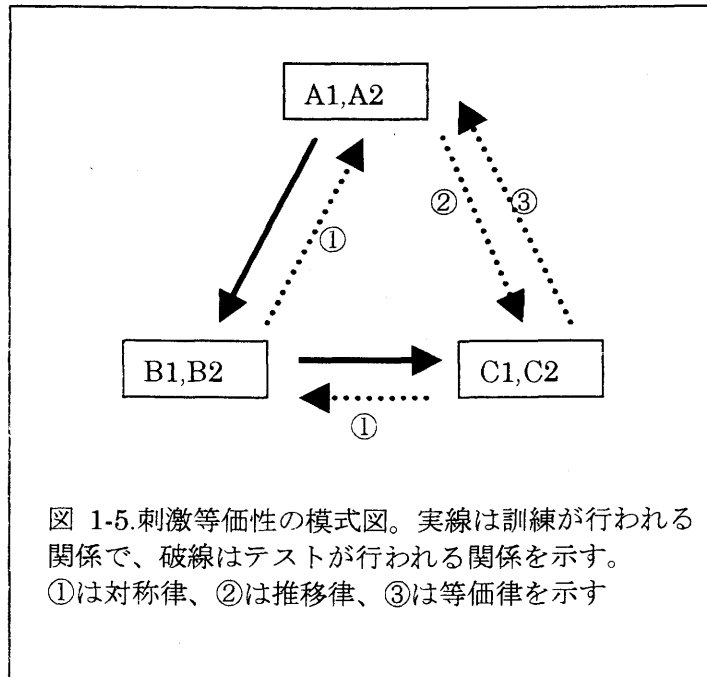 A1,A2
② ③
①
B1,B2
C1,C2
①
図 1-5.刺激等価性の模式図。実線は訓練が行われる
関係で、破線はテストが行われる関係を示す。
①は対称律、②は推移律、③は等価律を示す